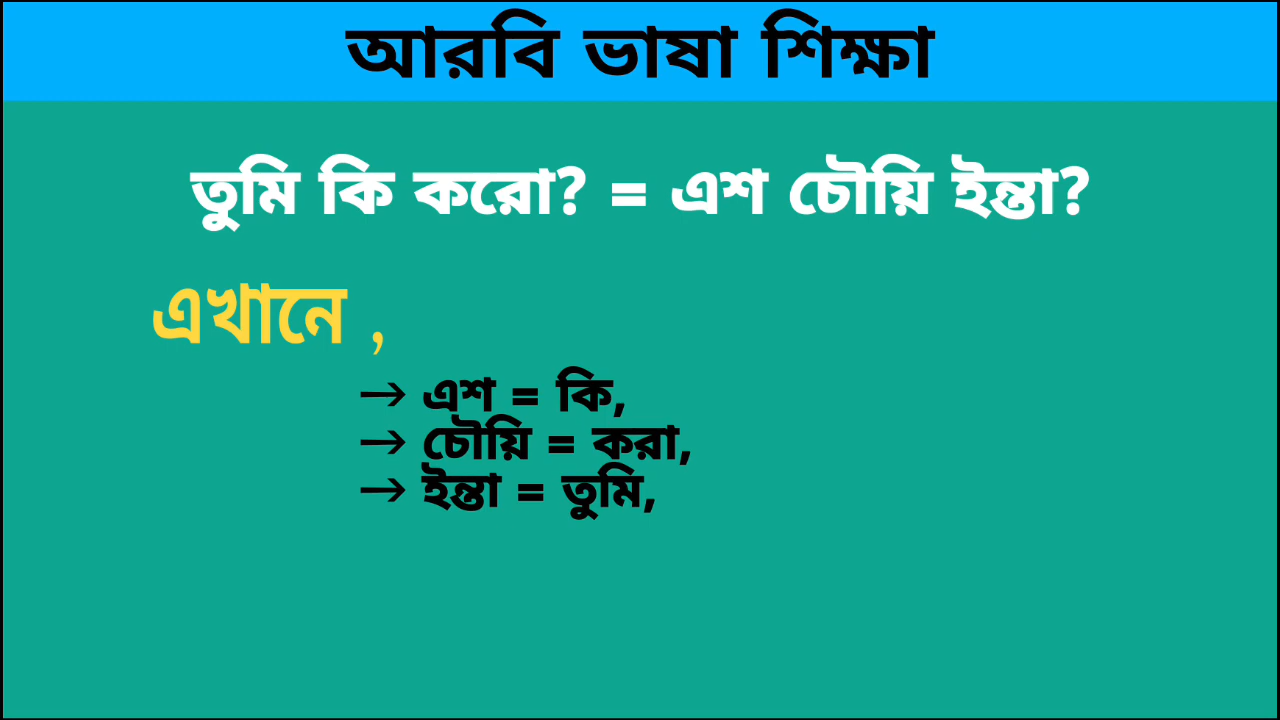 আরবি ভাষা শিক্ষা
তুমি কি করো? = এশ চৌয়ি ইন্তা?
এখানে ,
→ এশ = কি,
→ চৌয়ি = করা,
→ ইন্তা = তুমি,